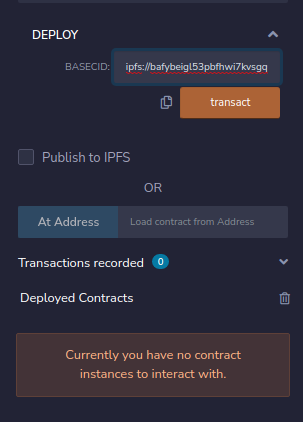 DEPLOY
BASECID: ipfs://bafybeigl53pbfhwi7kvsgq
transact
Publish to IPFS
OR
At Address Load contract from Address
Transactions recorded 0
Deployed Contracts
Currently you have no contract
instances to interact with.